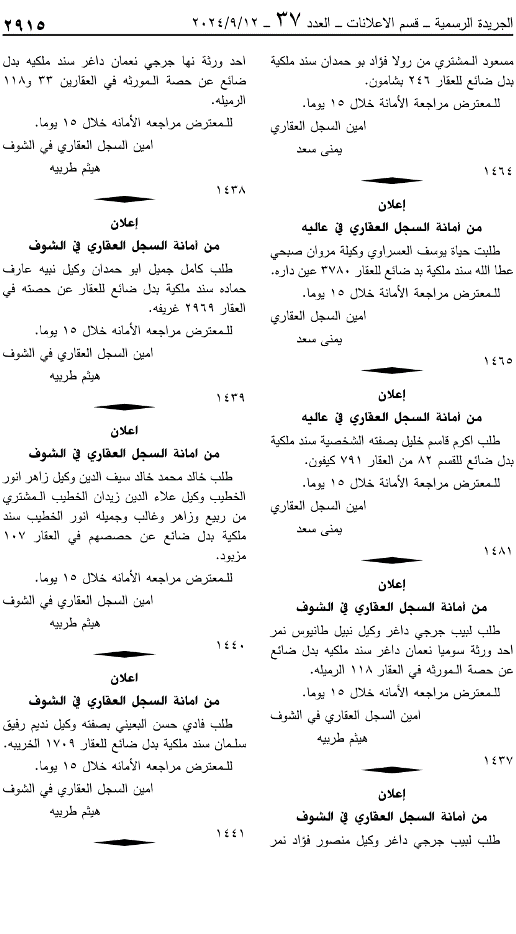 الجريدة الرسمية ــ قسم الاعلانات ــ العدد ٣٧ ــ ٢٠٢٤/٩/١٢
٢٩١٥
مسعود المشتري من رولا فؤاد بو حمدان سند ملكية
بدل ضائع للعقار ٢٤٦ بشامون.
للمعترض مراجعة الأمانة خلال ١٥ يوما.
امين السجل العقاري
يمنى سعد
١٤٦٤
إعلان
من أمانة السجل العقاري في عاليه
طلبت حياة يوسف العسراوي وكيلة مروان صبحي
عطا الله سند ملكية بد ضائع للعقار ٣٧٨٠ عين داره.
للمعترض مراجعة الأمانة خلال ١٥ يوما.
امين السجل العقاري
يمنى سعد
١٤٦٥
إعلان
من أمانة السجل العقاري في عاليه
طلب اكرم قاسم خليل بصفته الشخصية سند ملكية
بدل ضائع للقسم ٨٢ من العقار ٧٩١ كيفون.
للمعترض مراجعة الأمانة خلال ١٥ يوما.
امين السجل العقاري
يمنى سعد
١٤٨١
إعلان
من أمانة السجل العقاري في الشوف
طلب لبيب جرجي داغر وكيل نبيل طانيوس نمر
احد ورثة سوميا نعمان داغر سند ملكيه بدل ضائع
عن حصة المورثه في العقار ١١٨ الرميله.
للمعترض مراجعه الأمانه خلال ١٥ يوما.
امين السجل العقاري في الشوف
هيثم طربيه
١٤٣٧
إعلان
من أمانة السجل العقاري في الشوف
طلب لبيب جرجي داغر وكيل منصور فؤاد نمر
احد ورثة نها جرجي نعمان داغر سند ملكيه بدل
ضائع عن حصة المورثه في العقارين ٣٣ و١١٨
الرميله.
للمعترض مراجعه الأمانه خلال ١٥ يوما.
امين السجل العقاري في الشوف
هيثم طربيه
١٤٣٨
إعلان
من أمانة السجل العقاري في الشوف
طلب كامل جميل ابو حمدان وكيل نبيه عارف
حماده سند ملكية بدل ضائع للعقار عن حصته في
العقار ٢٩٦٩ غريفه.
للمعترض مراجعه الأمانه خلال ١٥ يوما.
امين السجل العقاري في الشوف
هيثم طربيه
١٤٣٩
اعلان
من امانة السجل العقاري في الشوف
طلب خالد محمد خالد سيف الدين وكيل زاهر انور
الخطيب وكيل علاء الدين زيدان الخطيب المشتري
من ربيع وزاهر وغالب وجميله انور الخطيب سند
ملكية بدل ضائع عن حصصهم في العقار ١٠٧
مزبود.
للمعترض مراجعه الأمانه خلال ١٥ يوما.
امين السجل العقاري في الشوف
هيثم طربيه
١٤٤٠
اعلان
من امانة السجل العقاري في الشوف
طلب فادي حسن البعيني بصفته وكيل نديم رفيق
سلمان سند ملكية بدل ضائع للعقار ١٧٠٩ الخريبه.
للمعترض مراجعه الأمانه خلال ١٥ يوما.
امين السجل العقاري في الشوف
هيثم طربيه
١٤٤١